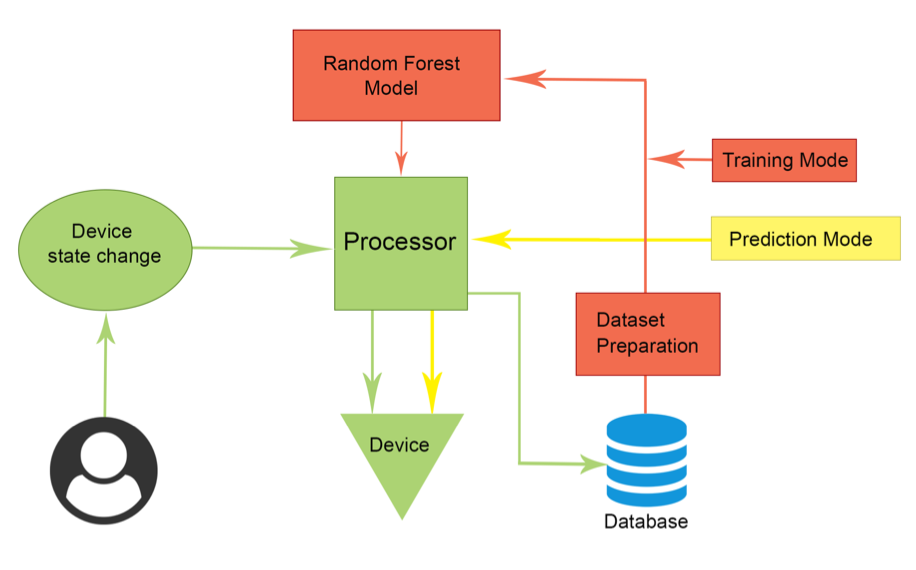 Random Forest
Model
Training Mode
Device
state change
Processor
Prediction Mode
Dataset
Preparation
Device
Database